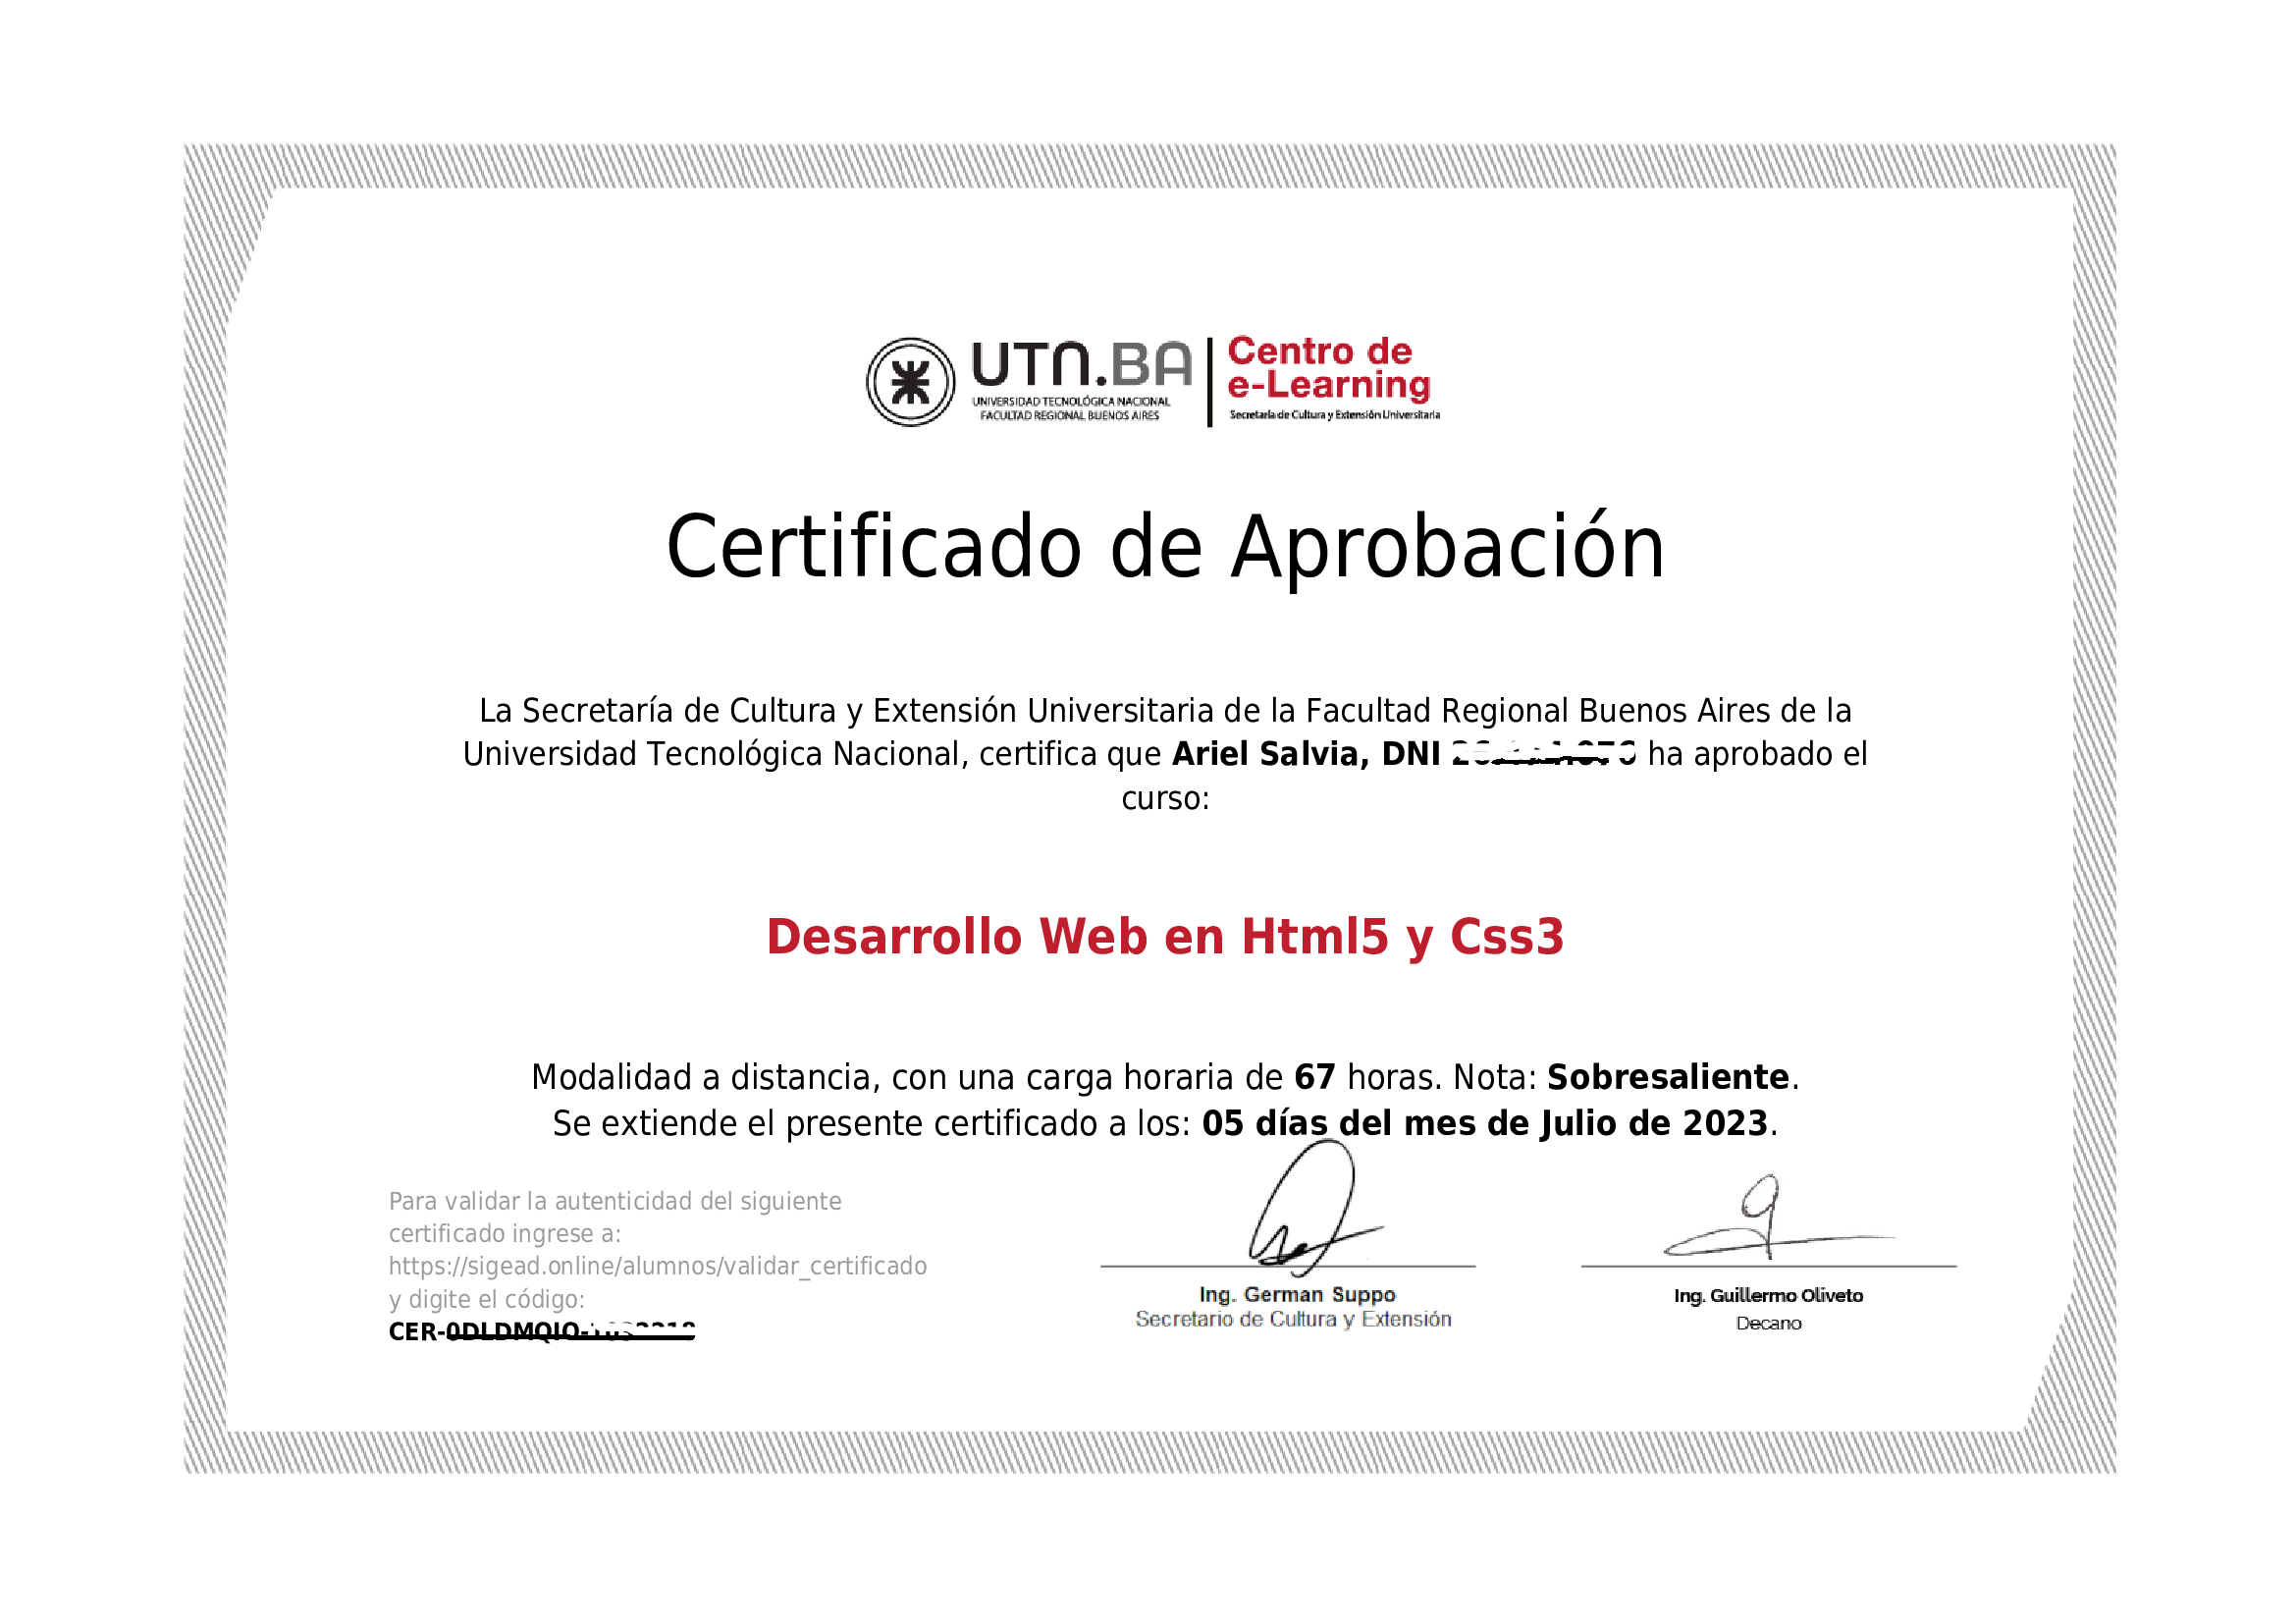 UTN.BA
UNIVERSIDAD TECNOLÓGICA NACIONAL
FACULTAD REGIONAL BUENOS AIRES
Centro de
e-Learning
Secretaría de Cultura y Extensión Universitaria
Certificado de Aprobación
La Secretaría de Cultura y Extensión Universitaria de la Facultad Regional Buenos Aires de la
Universidad Tecnológica Nacional, certifica que Ariel Salvia, DNI ha aprobado el
curso:
Desarrollo Web en Html5 y Css3
Modalidad a distancia, con una carga horaria de 67 horas. Nota: Sobresaliente.
Se extiende el presente certificado a los: 05 días del mes de Julio de 2023.
Para validar la autenticidad del siguiente
certificado ingrese a:
https://sigead.online/alumnos/validar_certificado
y digite el código:
CER-
Ing. German Suppo
Secretario de Cultura y Extensión
Ing. Guillermo Oliveto
Decano